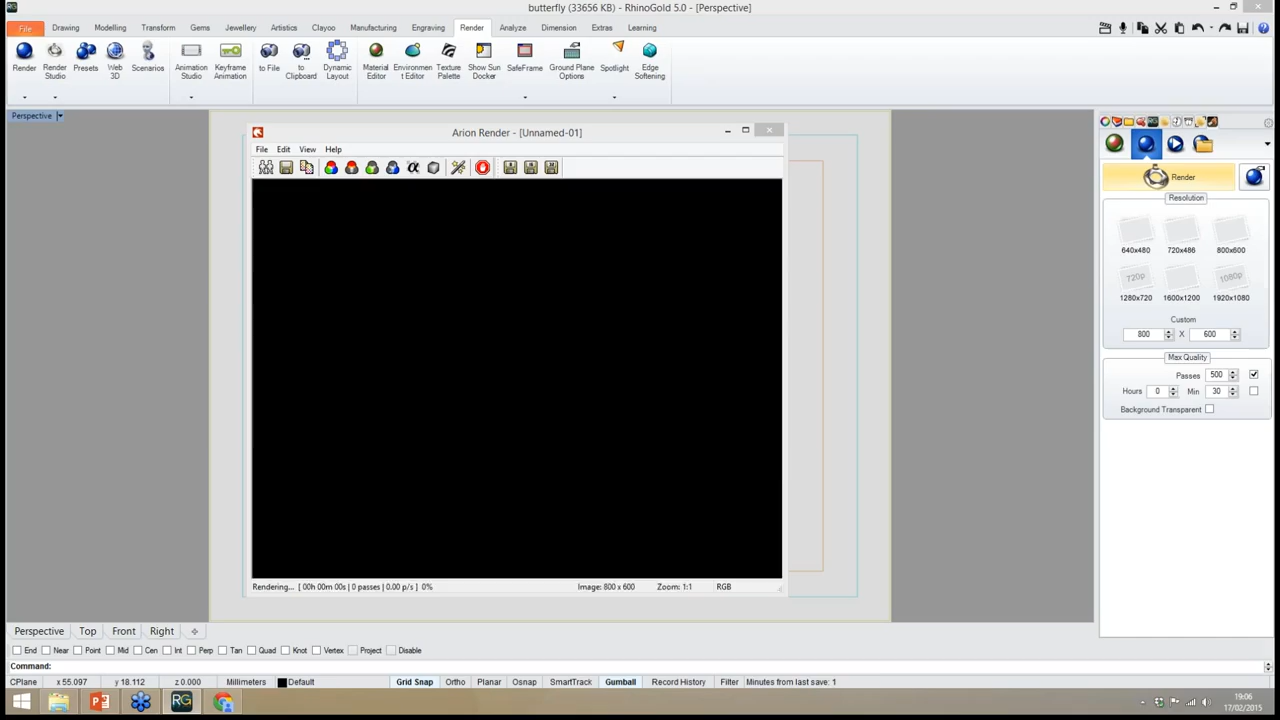 butterfly (33656 KB) - RhinoGold 5.0 - [Perspective]
File Drawing Modelling Transform Gems Jewellery Artistics Clayoo Manufacturing Engraving Render Analyze Dimension Extras Learning
Render Render Studio Presets Web 3D Scenarios Animation Studio Keyframe Animation to File to Clipboard Dynamic Layout Material Editor Environmen t Editor Texture Palette Show Sun Docker SafeFrame Ground Plane Options Spotlight Edge Softening
Perspective
Arion Render - [Unnamed-01]
File Edit View Help
Render
Resolution
640x480 720x486 800x600
720p 1080p
1280x720 1600x1200 1920x1080
Custom
800 X 600
Max Quality
Passes 500
Hours 0 Min 30
Background Transparent
Rendering... [ 00h 00m 00s | 0 passes | 0.00 p/s ] 0% Image: 800 x 600 Zoom: 1:1 RGB
Perspective Top Front Right
End Near Point Mid Cen Int Perp Tan Quad Knot Vertex Project Disable
Command:
CPlane x 55.097 y 18.112 z 0.000 Millimeters Default Grid Snap Ortho Planar Osnap SmartTrack Gumball Record History Filter Minutes from last save: 1
RG
19:06
17/02/2015